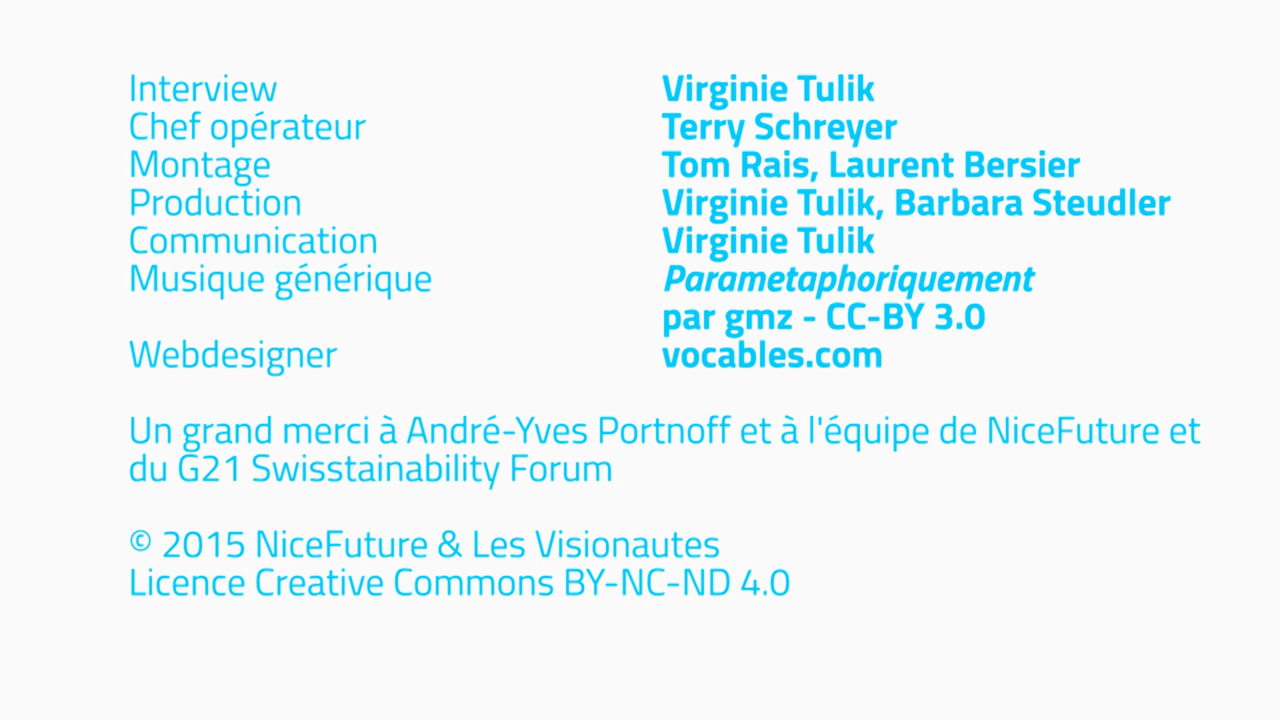 Interview Virginie Tulik
Chef opérateur Terry Schreyer
Montage Tom Rais, Laurent Bersier
Production Virginie Tulik, Barbara Steudler
Communication Virginie Tulik
Musique générique Parametaphoriquement
par gmz - CC-BY 3.0
Webdesigner vocables.com
Un grand merci à André-Yves Portnoff et à l'équipe de NiceFuture et
du G21 Swisstainability Forum
© 2015 NiceFuture & Les Visionautes
Licence Creative Commons BY-NC-ND 4.0